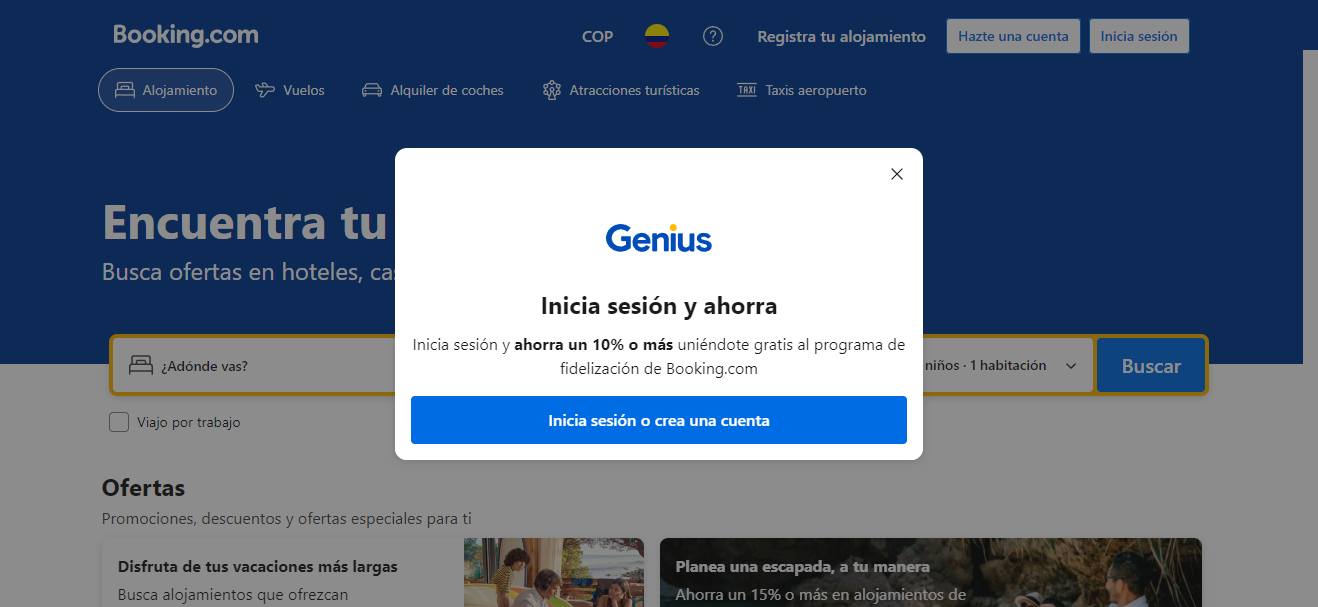 Booking.com
COP
Registra tu alojamiento
Hazte una cuenta
Inicia sesión
Alojamiento
Vuelos
Alquiler de coches
Atracciones turísticas
TAXI
Taxis aeropuerto
Encuentra tu
Busca ofertas en hoteles, cas
Genius
Inicia sesión y ahorra
Inicia sesión y ahorra un 10% o más uniéndote gratis al programa de
fidelización de Booking.com
Inicia sesión o crea una cuenta
¿Adónde vas?
niños · 1 habitación
Buscar
Viajo por trabajo
Ofertas
Promociones, descuentos y ofertas especiales para ti
Disfruta de tus vacaciones más largas
Busca alojamientos que ofrezcan
Planea una escapada, a tu manera
Ahorra un 15% o más en alojamientos de